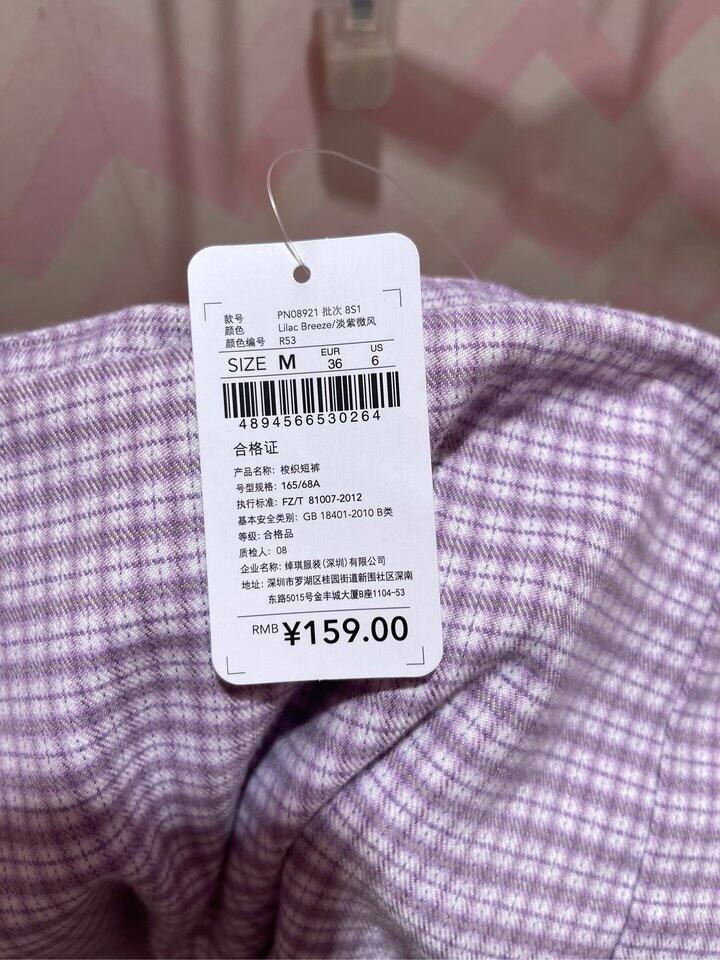 款号 PN08921 批次 8S1
颜色 Lilac Breeze/淡紫微风
颜色编号 R53
SIZE M EUR 36 US 6
4894566530264
合格证
产品名称: 梭织短裤
号型规格: 165/68A
执行标准: FZ/T 81007-2012
基本安全类别: GB 18401-2010 B类
等级: 合格品
质检人: 08
企业名称: 绰琪服装(深圳)有限公司
地址: 深圳市罗湖区桂园街道新围社区深南
东路5015号金丰城大厦B座1104-53
RMB ¥159.00